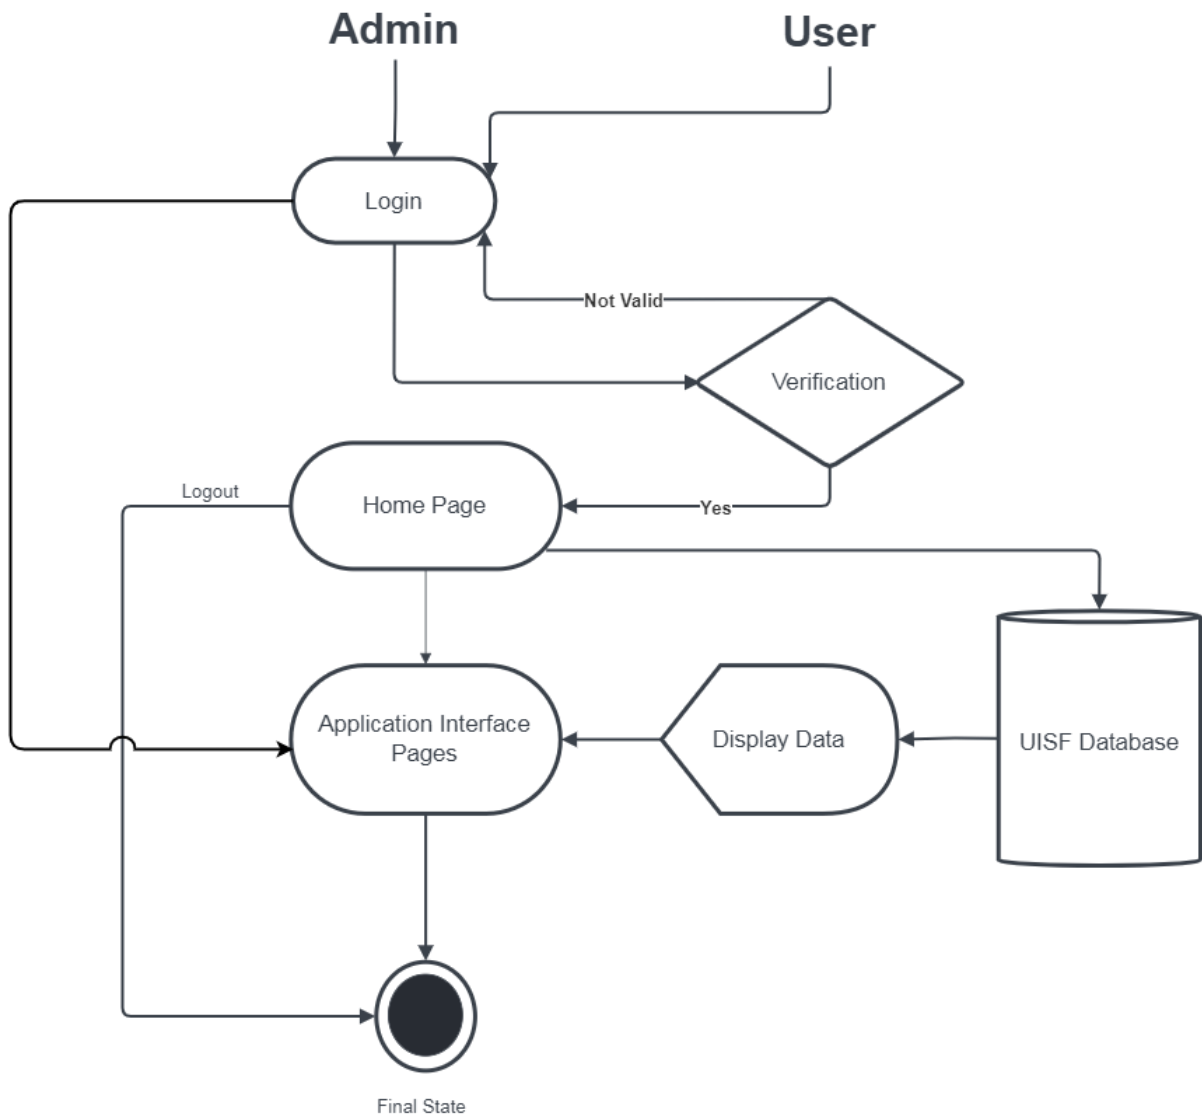 Admin
User
Login
Not Valid
Verification
Logout
Home Page
Yes
Application Interface
Pages
Display Data
UISF Database
Final State